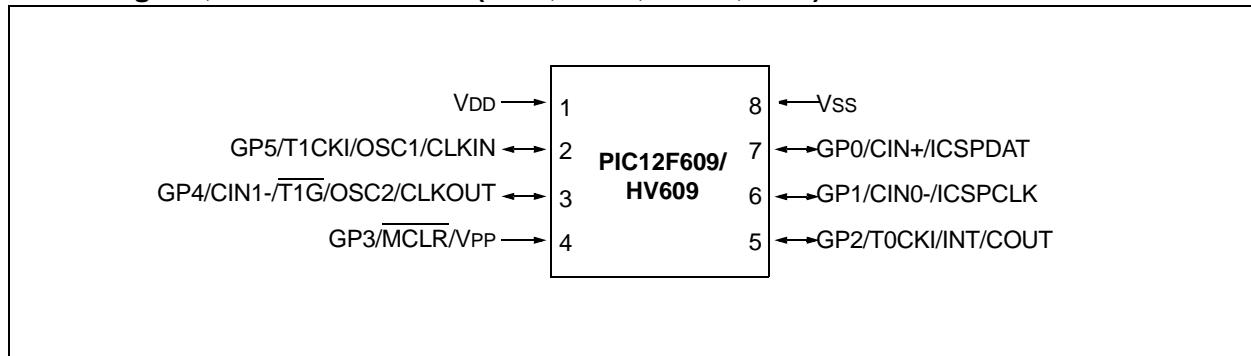 VDD 1
GP5/T1CKI/OSC1/CLKIN 2
GP4/CIN1-/T1G/OSC2/CLKOUT 3
GP3/MCLR/VPP 4
PIC12F609/
HV609
8 VSS
7 GP0/CIN+/ICSPDAT
6 GP1/CIN0-/ICSPCLK
5 GP2/T0CKI/INT/COUT